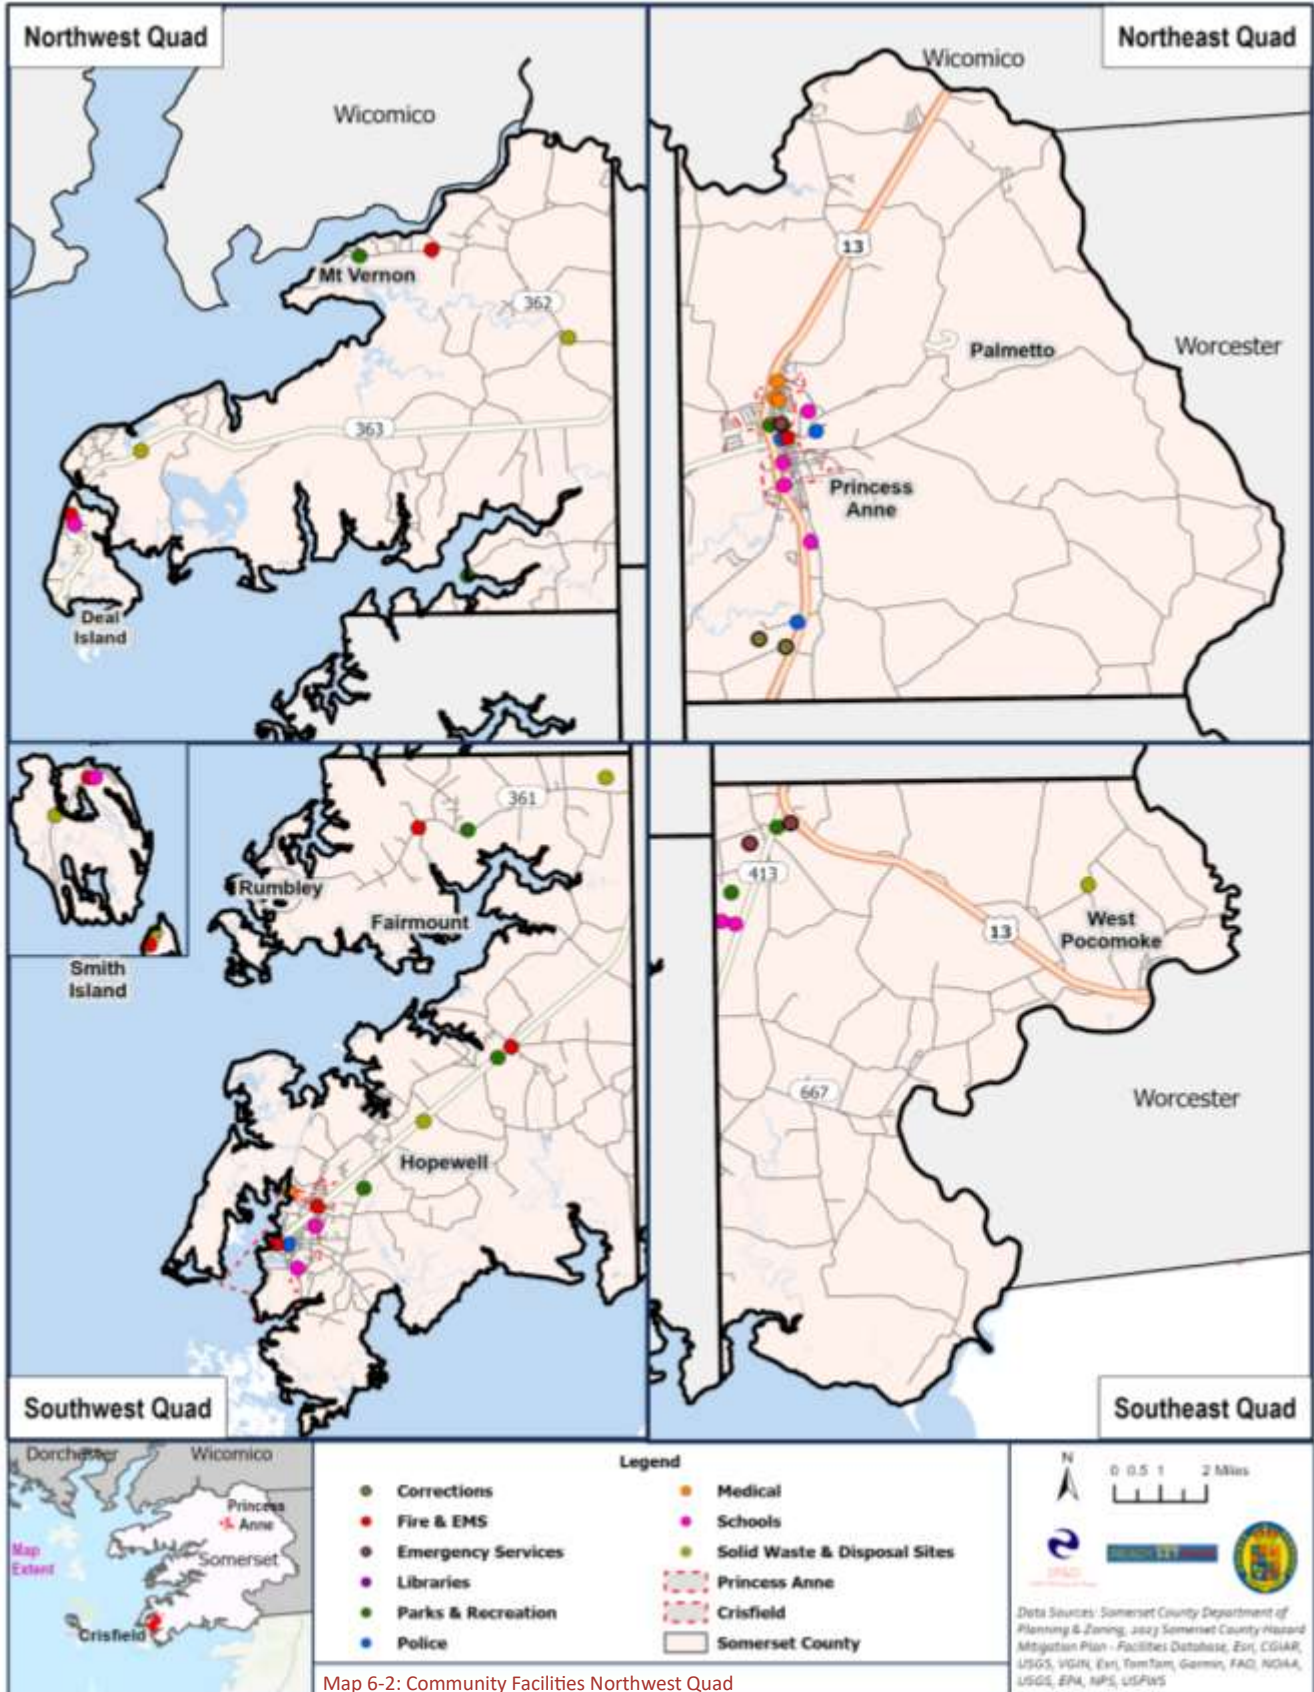 Northwest Quad
Wicomico
Mt Vernon
362
363
Deal
Island
Northeast Quad
Wicomico
13
Palmetto
Worcester
Princess
Anne
361
Rumbley
Fairmount
Smith
Island
Hopewell
Southwest Quad
413
West
Pocomoke
13
667
Worcester
Southeast Quad
Dorchester
Wicomico
Princess
Anne
Map
Extent
Somerset
Crisfield
Legend
Corrections
Fire & EMS
Emergency Services
Libraries
Parks & Recreation
Police
Medical
Schools
Solid Waste & Disposal Sites
Princess Anne
Crisfield
Somerset County
Map 6-2: Community Facilities Northwest Quad
N
0 0.5 1 2 Miles
Data Sources: Somerset County Department of
Planning & Zoning, 2023 Somerset County Hazard
Mitigation Plan - Facilities Database, Esri, CGIAR,
USGS, VGIN, Esri, TomTom, Garmin, FAO, NOAA,
USGS, EPA, NPS, USFWS